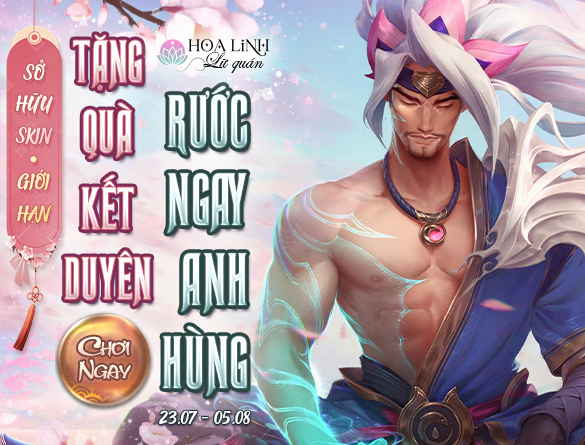 SỞ
HỮU
SKIN
•
GIỚI
HẠN
TẶNG
QUÀ
KẾT
DUYÊN
HOA LINH
Lữ quán
RƯỚC
NGAY
ANH
HÙNG
CHƠI
NGAY
23.07 - 05.08